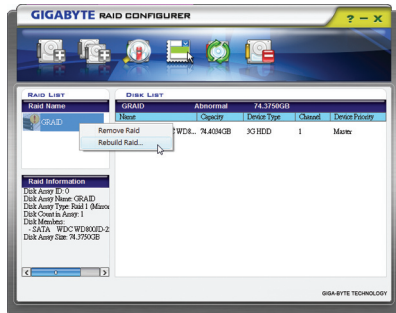 GIGABYTE RAID CONFIGURER
? – X
RAID LIST
DISK LIST
Raid Name
GRAID Abnormal 74.3750GB
Name Capacity Device Type Channel Device Priority
GRAID
WD8... 74.4034GB 3G HDD 1 Master
Remove Raid
Rebuild Raid...
Raid Information
Disk Array ID: 0
Disk Array Name: GRAID
Disk Array Type: Raid 1 (Mirror
Disk Count in Array: 1
Disk Members:
- SATA WDC WD800JD-2
Disk Array Size: 74.3750GB
GIGA-BYTE TECHNOLOGY